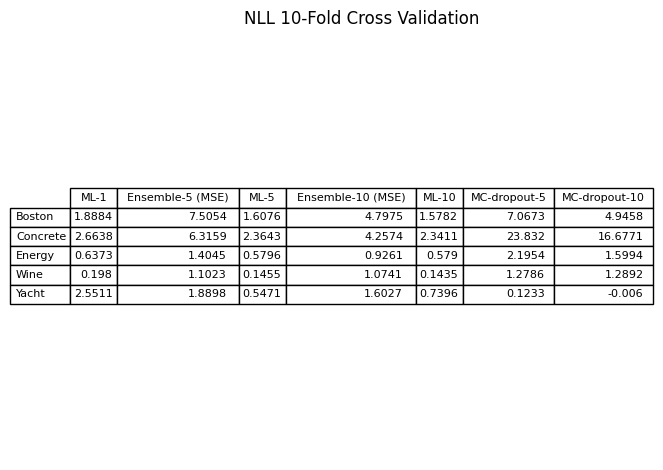 NLL 10-Fold Cross Validation
ML-1 Ensemble-5 (MSE) ML-5 Ensemble-10 (MSE) ML-10 MC-dropout-5 MC-dropout-10
Boston 1.8884 7.5054 1.6076 4.7975 1.5782 7.0673 4.9458
Concrete 2.6638 6.3159 2.3643 4.2574 2.3411 23.832 16.6771
Energy 0.6373 1.4045 0.5796 0.9261 0.579 2.1954 1.5994
Wine 0.198 1.1023 0.1455 1.0741 0.1435 1.2786 1.2892
Yacht 2.5511 1.8898 0.5471 1.6027 0.7396 0.1233 -0.006